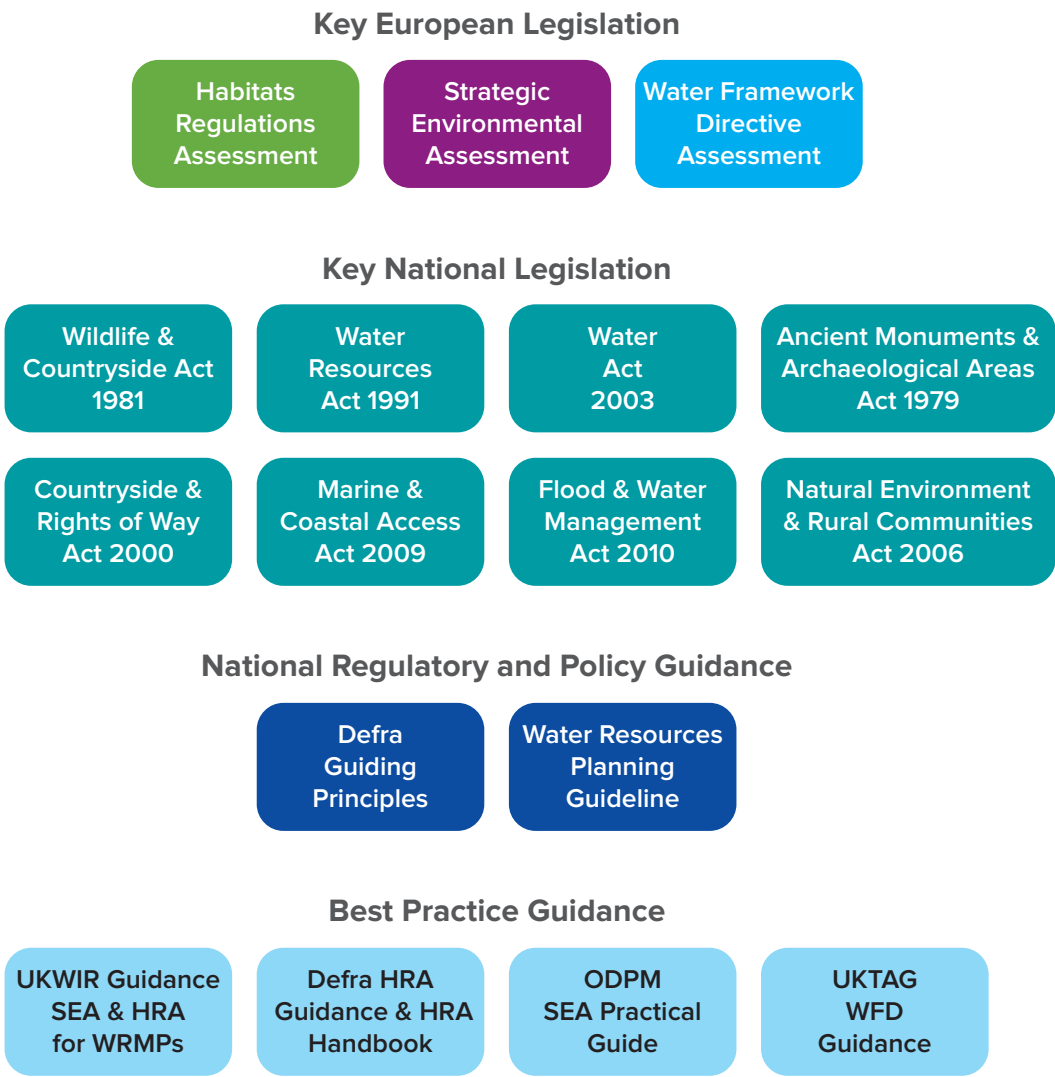 Key European Legislation
Habitats
Regulations
Assessment
Strategic
Environmental
Assessment
Water Framework
Directive
Assessment
Key National Legislation
Wildlife &
Countryside Act
1981
Water
Resources
Act 1991
Water
Act
2003
Ancient Monuments &
Archaeological Areas
Act 1979
Countryside &
Rights of Way
Act 2000
Marine &
Coastal Access
Act 2009
Flood & Water
Management
Act 2010
Natural Environment
& Rural Communities
Act 2006
National Regulatory and Policy Guidance
Defra
Guiding
Principles
Water Resources
Planning
Guideline
Best Practice Guidance
UKWIR Guidance
SEA & HRA
for WRMPs
Defra HRA
Guidance & HRA
Handbook
ODPM
SEA Practical
Guide
UKTAG
WFD
Guidance